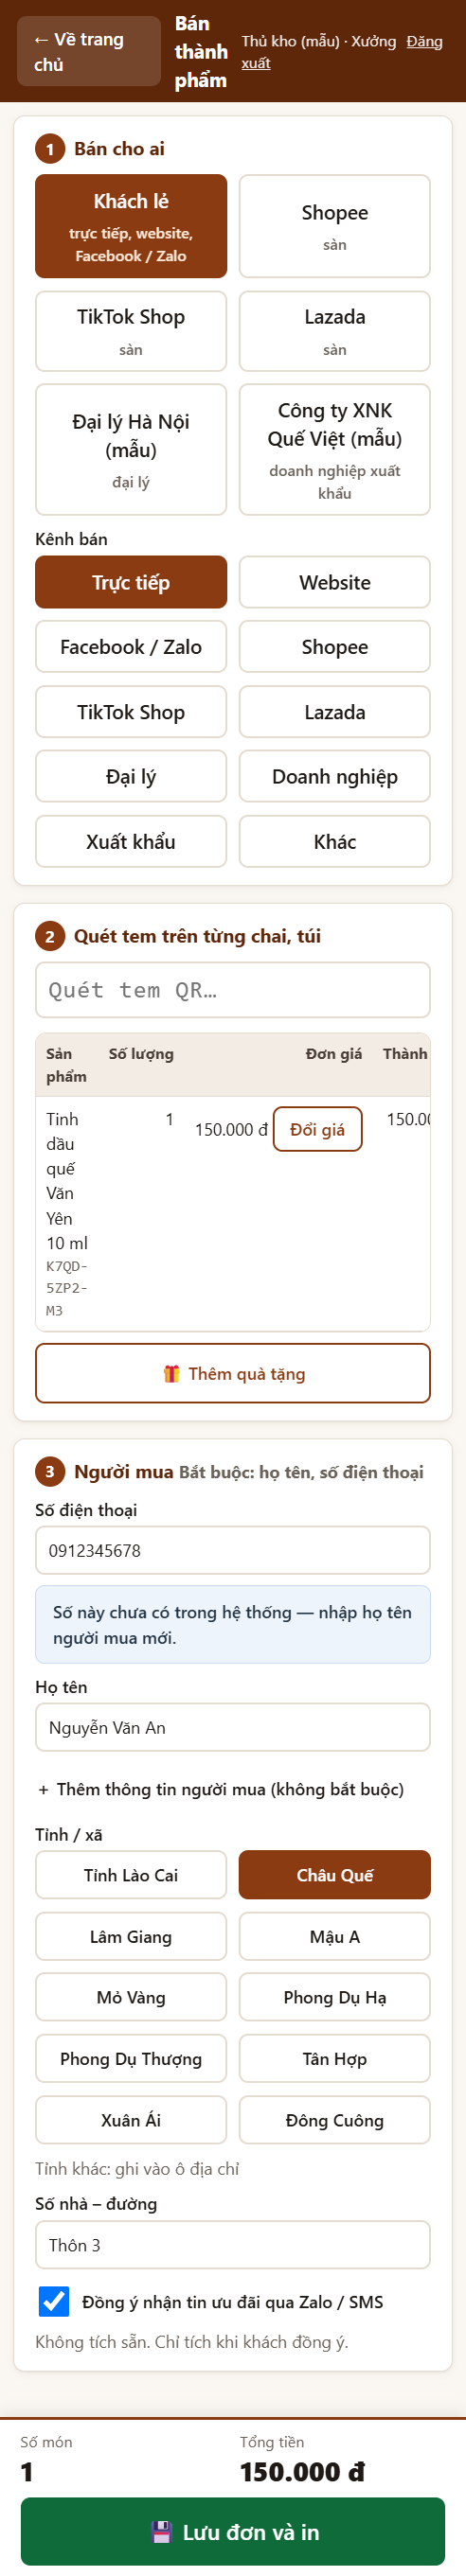 ← Về trang
chủ
Bán
thành
phẩm
Thủ kho (mẫu) · Xưởng Đăng
xuất
1 Bán cho ai
Khách lẻ
trực tiếp, website,
Facebook / Zalo
Shopee
sàn
TikTok Shop
sàn
Lazada
sàn
Đại lý Hà Nội
(mẫu)
đại lý
Công ty XNK
Quế Việt (mẫu)
doanh nghiệp xuất
khẩu
Kênh bán
Trực tiếp
Website
Facebook / Zalo
Shopee
TikTok Shop
Lazada
Đại lý
Doanh nghiệp
Xuất khẩu
Khác
2 Quét tem trên từng chai, túi
Quét tem QR…
Sản
phẩm
Số lượng
Đơn giá
Thành
Tinh
dầu
quế
Văn
Yên
10 ml
K7QD-
5ZP2-
M3
1
150.000 đ
Đổi giá
150.00
Thêm quà tặng
3 Người mua Bắt buộc: họ tên, số điện thoại
Số điện thoại
0912345678
Số này chưa có trong hệ thống — nhập họ tên
người mua mới.
Họ tên
Nguyễn Văn An
+ Thêm thông tin người mua (không bắt buộc)
Tỉnh / xã
Tỉnh Lào Cai
Châu Quế
Lâm Giang
Mậu A
Mỏ Vàng
Phong Dụ Hạ
Phong Dụ Thượng
Tân Hợp
Xuân Ái
Đông Cuông
Tỉnh khác: ghi vào ô địa chỉ
Số nhà – đường
Thôn 3
Đồng ý nhận tin ưu đãi qua Zalo / SMS
Không tích sẵn. Chỉ tích khi khách đồng ý.
Số món
1
Tổng tiền
150.000 đ
Lưu đơn và in